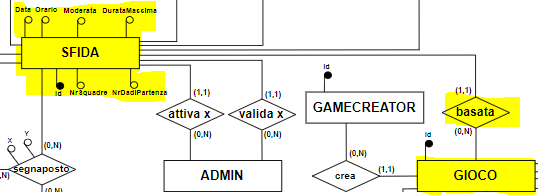 Data Orario Moderata DurataMassima
SFIDA
id NrSquadre NrDadiPartenza
(1,1) (1,1) (1,1)
id
attiva x valida x GAMECREATOR basata
(0,N) (0,N) (0,N)
X Y id
(0,N) (0,N)
segnaposto ADMIN crea (1,1) GIOCO
(0,N)